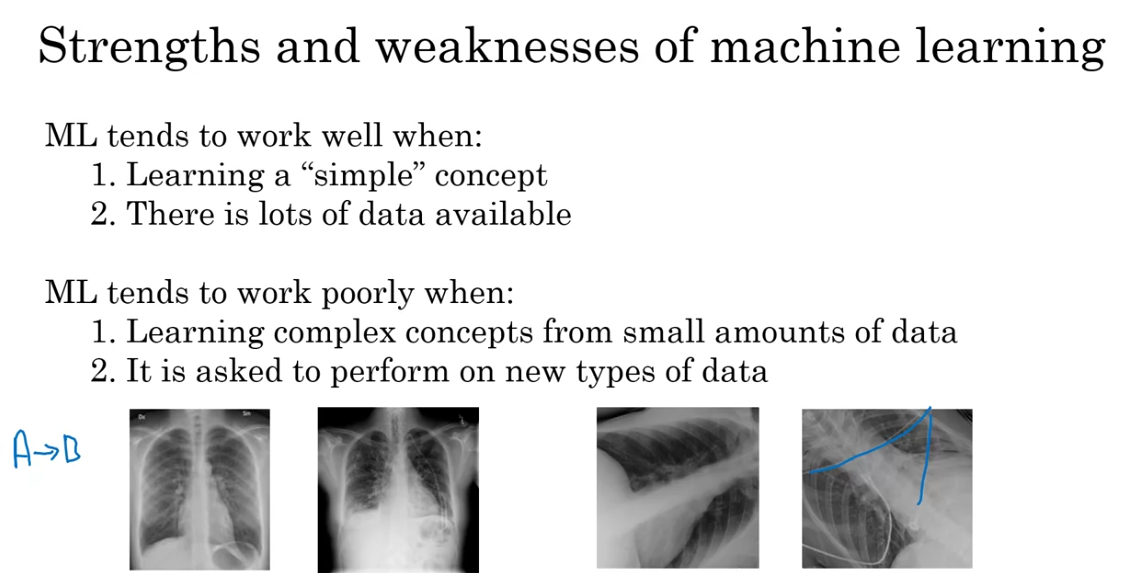 Strengths and weaknesses of machine learning
ML tends to work well when:
1. Learning a “simple” concept
2. There is lots of data available
ML tends to work poorly when:
1. Learning complex concepts from small amounts of data
2. It is asked to perform on new types of data
A→B